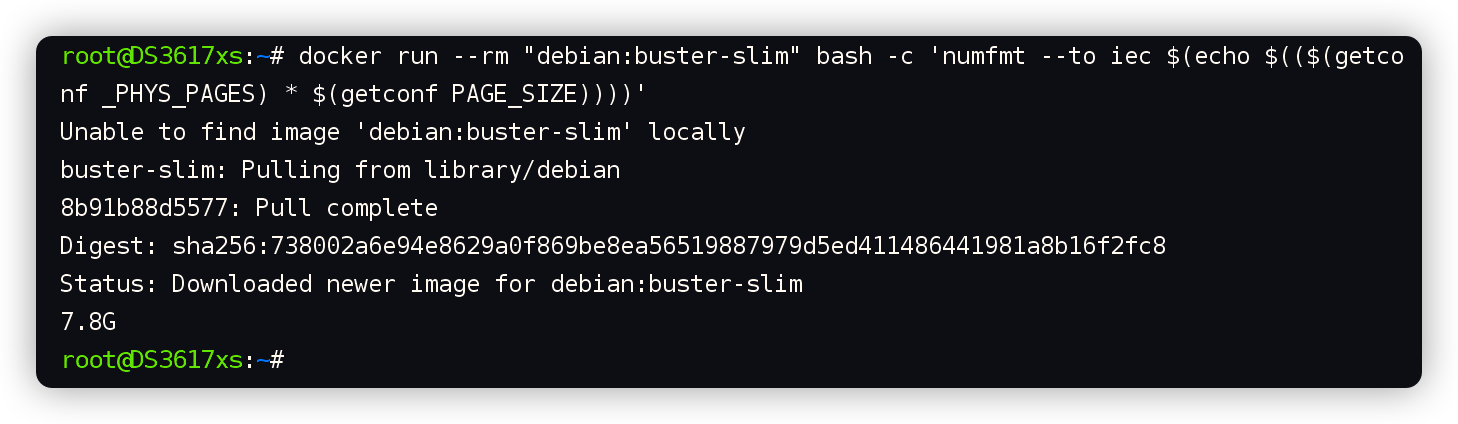 root@DS3617xs:~# docker run --rm "debian:buster-slim" bash -c 'numfmt --to iec $(echo $(($(getco
nf _PHYS_PAGES) * $(getconf PAGE_SIZE))))'
Unable to find image 'debian:buster-slim' locally
buster-slim: Pulling from library/debian
8b91b88d5577: Pull complete
Digest: sha256:738002a6e94e8629a0f869be8ea56519887979d5ed411486441981a8b16f2fc8
Status: Downloaded newer image for debian:buster-slim
7.8G
root@DS3617xs:~#